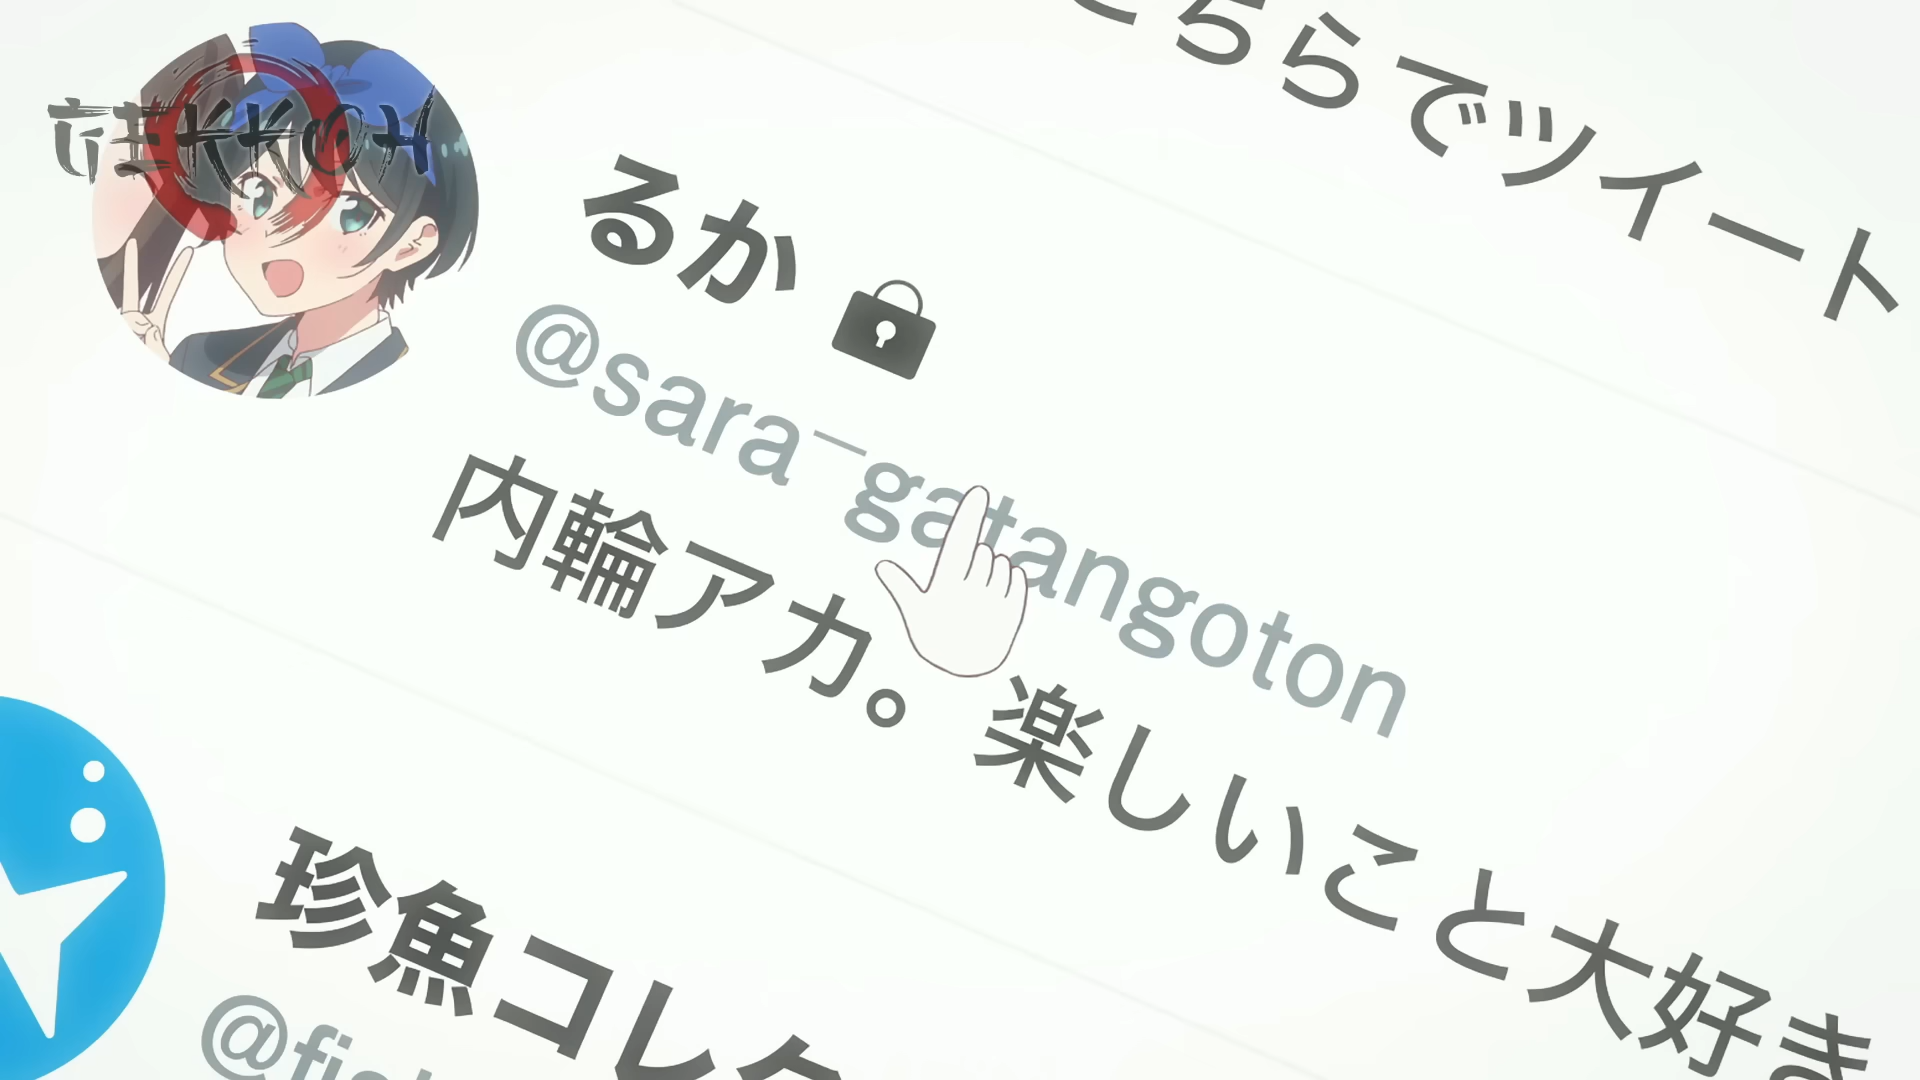 GEKKOH
こちらでツイート
るか
@sara_gatangoton
内輪アカ。楽しいこと大好き
珍魚コレク